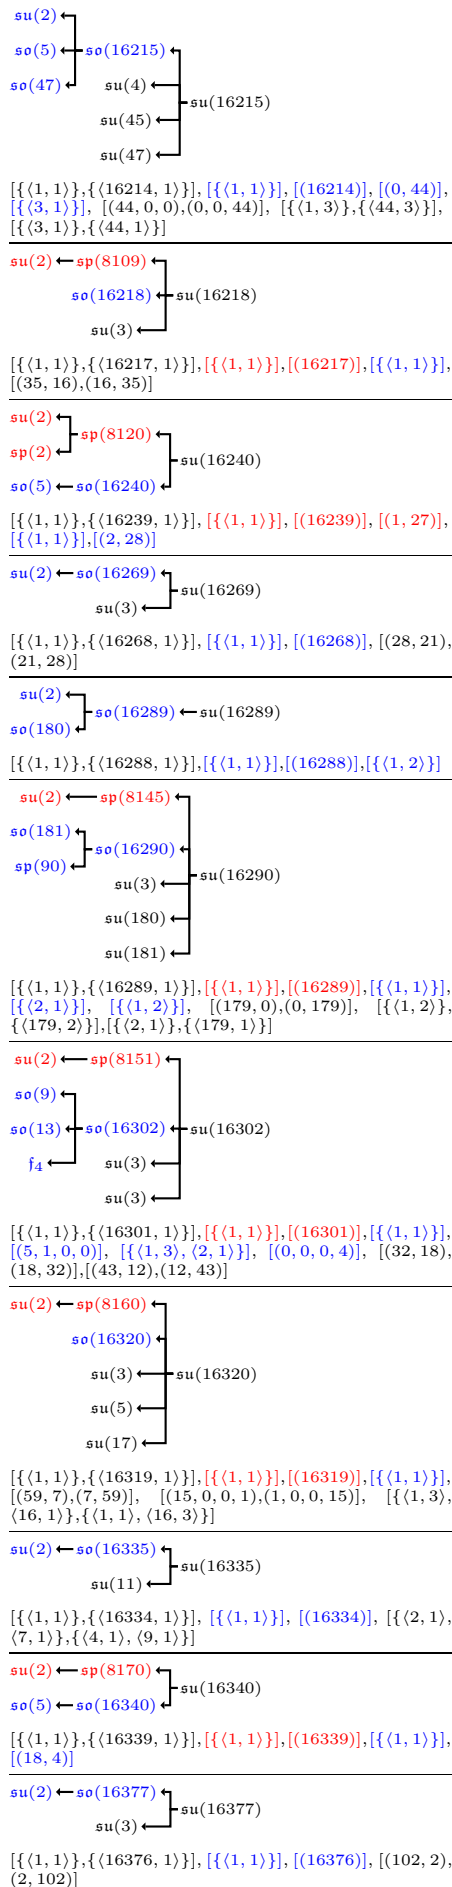 𝔰𝔲(2)
𝔰𝔬(5) 𝔰𝔬(16215)
𝔰𝔬(47) 𝔰𝔲(4)
𝔰𝔲(16215)
𝔰𝔲(45)
𝔰𝔲(47)
[{⟨1, 1⟩},{⟨16214, 1⟩}], [{⟨1, 1⟩}], [(16214)], [(0, 44)],
[{⟨3, 1⟩}], [(44, 0, 0),(0, 0, 44)], [{⟨1, 3⟩},{⟨44, 3⟩}],
[{⟨3, 1⟩},{⟨44, 1⟩}]
𝔰𝔲(2) 𝔰𝔭(8109)
𝔰𝔬(16218) 𝔰𝔲(16218)
𝔰𝔲(3)
[{⟨1, 1⟩},{⟨16217, 1⟩}],[{⟨1, 1⟩}],[(16217)],[{⟨1, 1⟩}],
[(35, 16),(16, 35)]
𝔰𝔲(2)
𝔰𝔭(8120)
𝔰𝔭(2)
𝔰𝔲(16240)
𝔰𝔬(5) 𝔰𝔬(16240)
[{⟨1, 1⟩},{⟨16239, 1⟩}], [{⟨1, 1⟩}], [(16239)], [(1, 27)],
[{⟨1, 1⟩}],[(2, 28)]
𝔰𝔲(2) 𝔰𝔬(16269)
𝔰𝔲(16269)
𝔰𝔲(3)
[{⟨1, 1⟩},{⟨16268, 1⟩}], [{⟨1, 1⟩}], [(16268)], [(28, 21),
(21, 28)]
𝔰𝔲(2)
𝔰𝔬(16289) 𝔰𝔲(16289)
𝔰𝔬(180)
[{⟨1, 1⟩},{⟨16288, 1⟩}],[{⟨1, 1⟩}],[(16288)],[{⟨1, 2⟩}]
𝔰𝔲(2) 𝔰𝔭(8145)
𝔰𝔬(181)
𝔰𝔬(16290)
𝔰𝔭(90)
𝔰𝔲(16290)
𝔰𝔲(3)
𝔰𝔲(180)
𝔰𝔲(181)
[{⟨1, 1⟩},{⟨16289, 1⟩}],[{⟨1, 1⟩}],[(16289)],[{⟨1, 1⟩}],
[{⟨2, 1⟩}], [{⟨1, 2⟩}], [(179, 0),(0, 179)], [{⟨1, 2⟩},
{⟨179, 2⟩}],[{⟨2, 1⟩},{⟨179, 1⟩}]
𝔰𝔲(2) 𝔰𝔭(8151)
𝔰𝔬(9)
𝔰𝔬(13) 𝔰𝔬(16302) 𝔰𝔲(16302)
𝔣₄ 𝔰𝔲(3)
𝔰𝔲(3)
[{⟨1, 1⟩},{⟨16301, 1⟩}],[{⟨1, 1⟩}],[(16301)],[{⟨1, 1⟩}],
[(5, 1, 0, 0)], [{⟨1, 3⟩, ⟨2, 1⟩}], [(0, 0, 0, 4)], [(32, 18),
(18, 32)],[(43, 12),(12, 43)]
𝔰𝔲(2) 𝔰𝔭(8160)
𝔰𝔬(16320)
𝔰𝔲(3) 𝔰𝔲(16320)
𝔰𝔲(5)
𝔰𝔲(17)
[{⟨1, 1⟩},{⟨16319, 1⟩}],[{⟨1, 1⟩}],[(16319)],[{⟨1, 1⟩}],
[(59, 7),(7, 59)], [(15, 0, 0, 1),(1, 0, 0, 15)], [{⟨1, 3⟩,
⟨16, 1⟩},{⟨1, 1⟩, ⟨16, 3⟩}]
𝔰𝔲(2) 𝔰𝔬(16335)
𝔰𝔲(16335)
𝔰𝔲(11)
[{⟨1, 1⟩},{⟨16334, 1⟩}], [{⟨1, 1⟩}], [(16334)], [{⟨2, 1⟩,
⟨7, 1⟩},{⟨4, 1⟩, ⟨9, 1⟩}]
𝔰𝔲(2) 𝔰𝔭(8170)
𝔰𝔲(16340)
𝔰𝔬(5) 𝔰𝔬(16340)
[{⟨1, 1⟩},{⟨16339, 1⟩}],[{⟨1, 1⟩}],[(16339)],[{⟨1, 1⟩}],
[(18, 4)]
𝔰𝔲(2) 𝔰𝔬(16377)
𝔰𝔲(16377)
𝔰𝔲(3)
[{⟨1, 1⟩},{⟨16376, 1⟩}], [{⟨1, 1⟩}], [(16376)], [(102, 2),
(2, 102)]